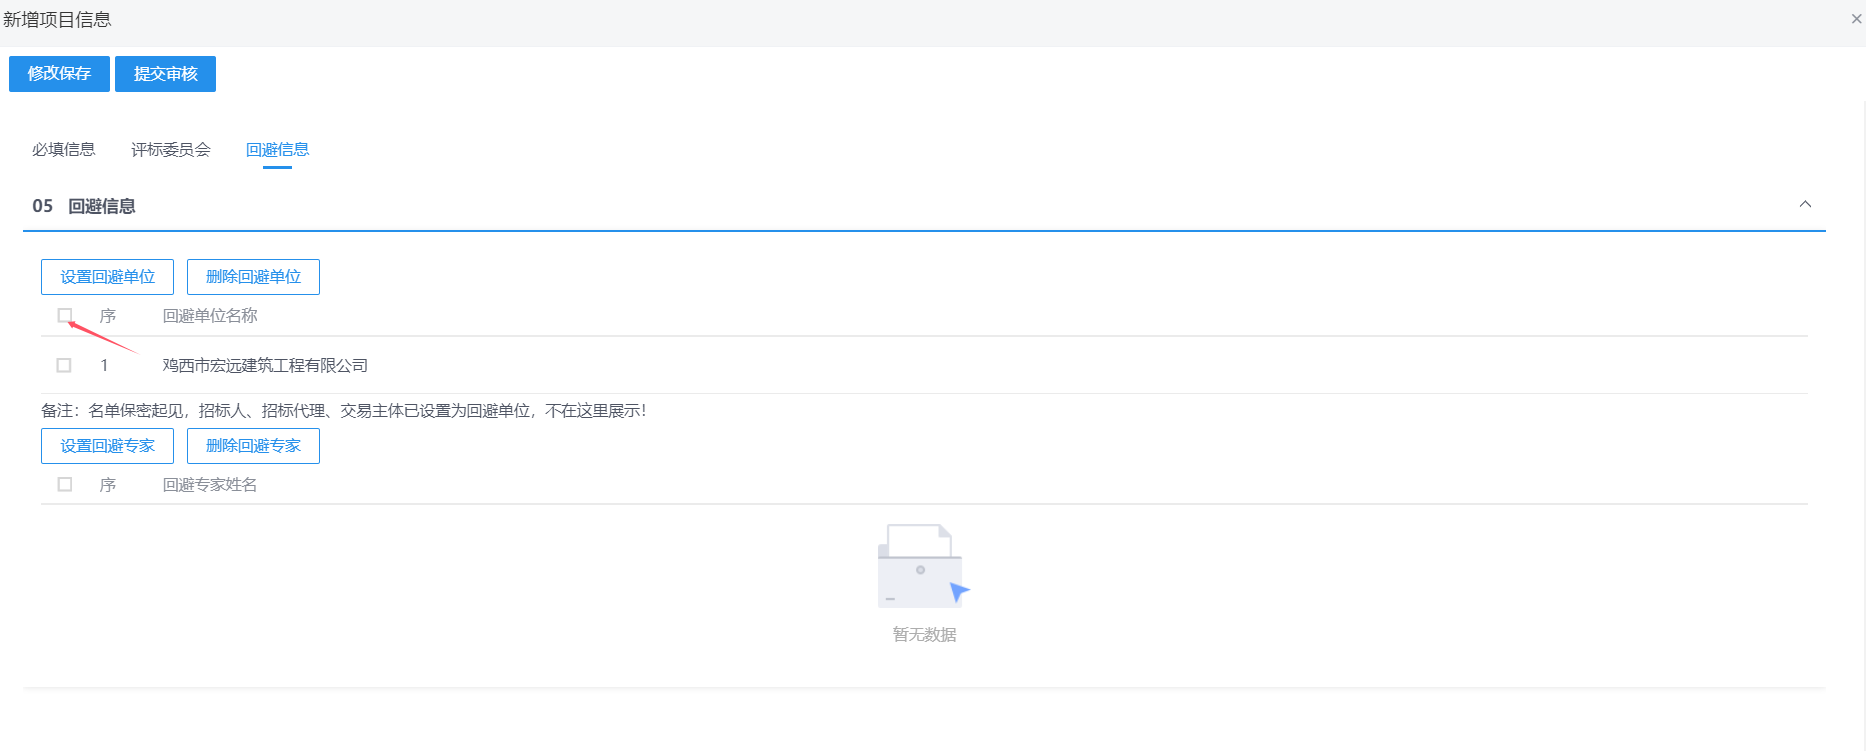 新增项目信息
修改保存 提交审核
必填信息 评标委员会 回避信息
05 回避信息
设置回避单位 删除回避单位
序 回避单位名称
1 鸡西市宏远建筑工程有限公司
备注：名单保密起见，招标人、招标代理、交易主体已设置为回避单位，不在这里展示！
设置回避专家 删除回避专家
序 回避专家姓名
暂无数据